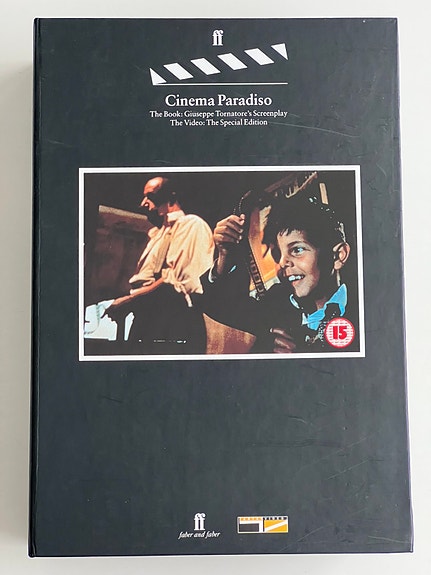 ff
Cinema Paradiso
The Book: Giuseppe Tornatore's Screenplay
The Video: The Special Edition
15
ff
faber and faber